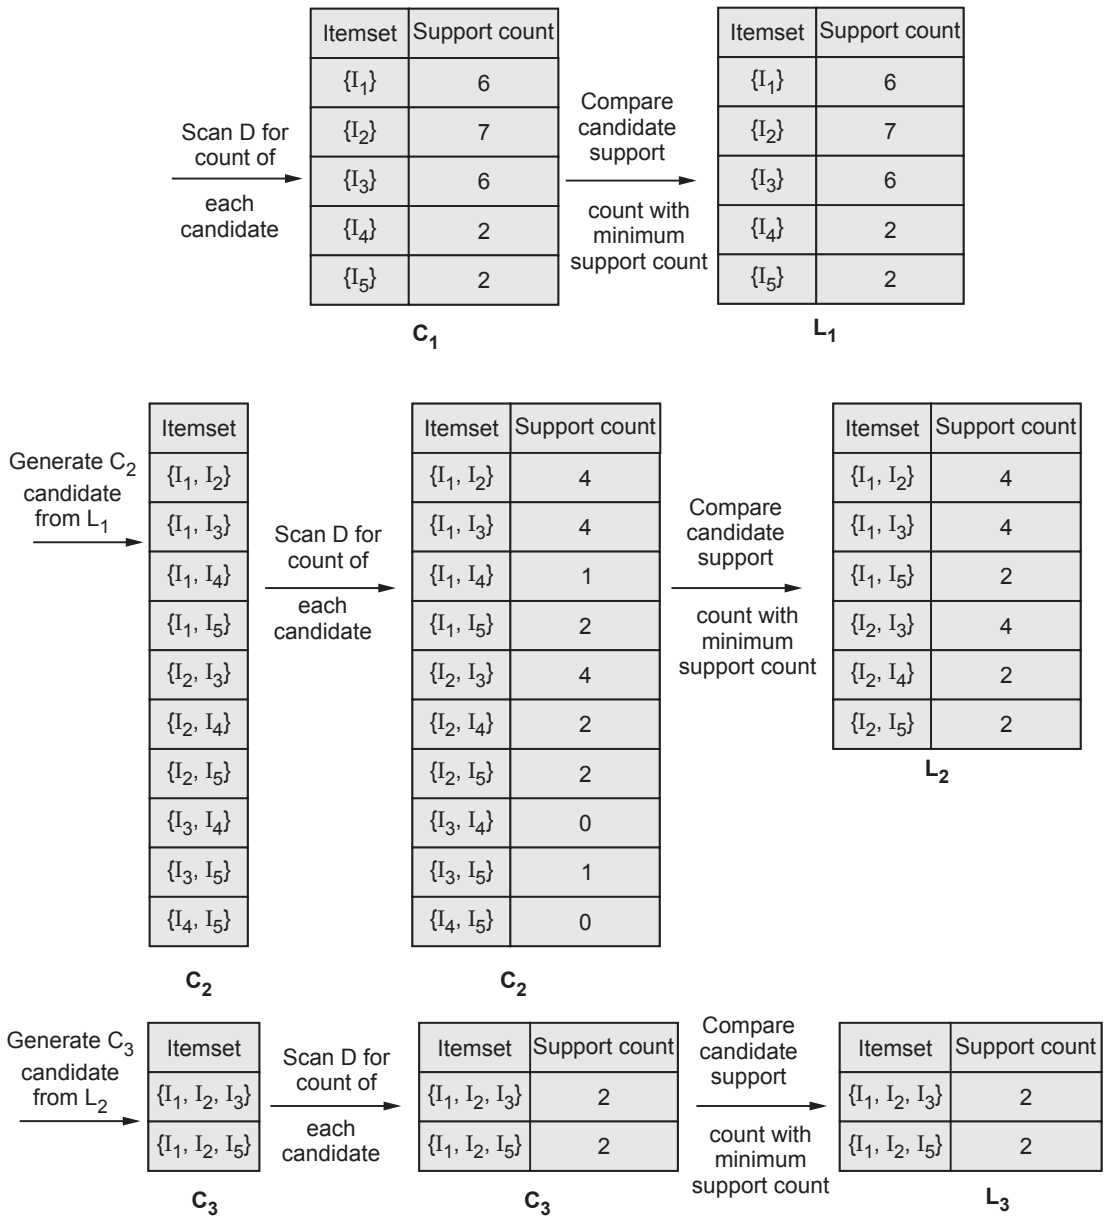 Scan D for
count of
each
candidate
Itemset Support count
{I1} 6
{I2} 7
{I3} 6
{I4} 2
{I5} 2
C1
Compare
candidate
support
count with
minimum
support count
Itemset Support count
{I1} 6
{I2} 7
{I3} 6
{I4} 2
{I5} 2
L1
Generate C2
candidate
from L1
Itemset
{I1, I2}
{I1, I3}
{I1, I4}
{I1, I5}
{I2, I3}
{I2, I4}
{I2, I5}
{I3, I4}
{I3, I5}
{I4, I5}
C2
Scan D for
count of
each
candidate
Itemset Support count
{I1, I2} 4
{I1, I3} 4
{I1, I4} 1
{I1, I5} 2
{I2, I3} 4
{I2, I4} 2
{I2, I5} 2
{I3, I4} 0
{I3, I5} 1
{I4, I5} 0
C2
Compare
candidate
support
count with
minimum
support count
Itemset Support count
{I1, I2} 4
{I1, I3} 4
{I1, I5} 2
{I2, I3} 4
{I2, I4} 2
{I2, I5} 2
L2
Generate C3
candidate
from L2
Itemset
{I1, I2, I3}
{I1, I2, I5}
C3
Scan D for
count of
each
candidate
Itemset Support count
{I1, I2, I3} 2
{I1, I2, I5} 2
C3
Compare
candidate
support
count with
minimum
support count
Itemset Support count
{I1, I2, I3} 2
{I1, I2, I5} 2
L3